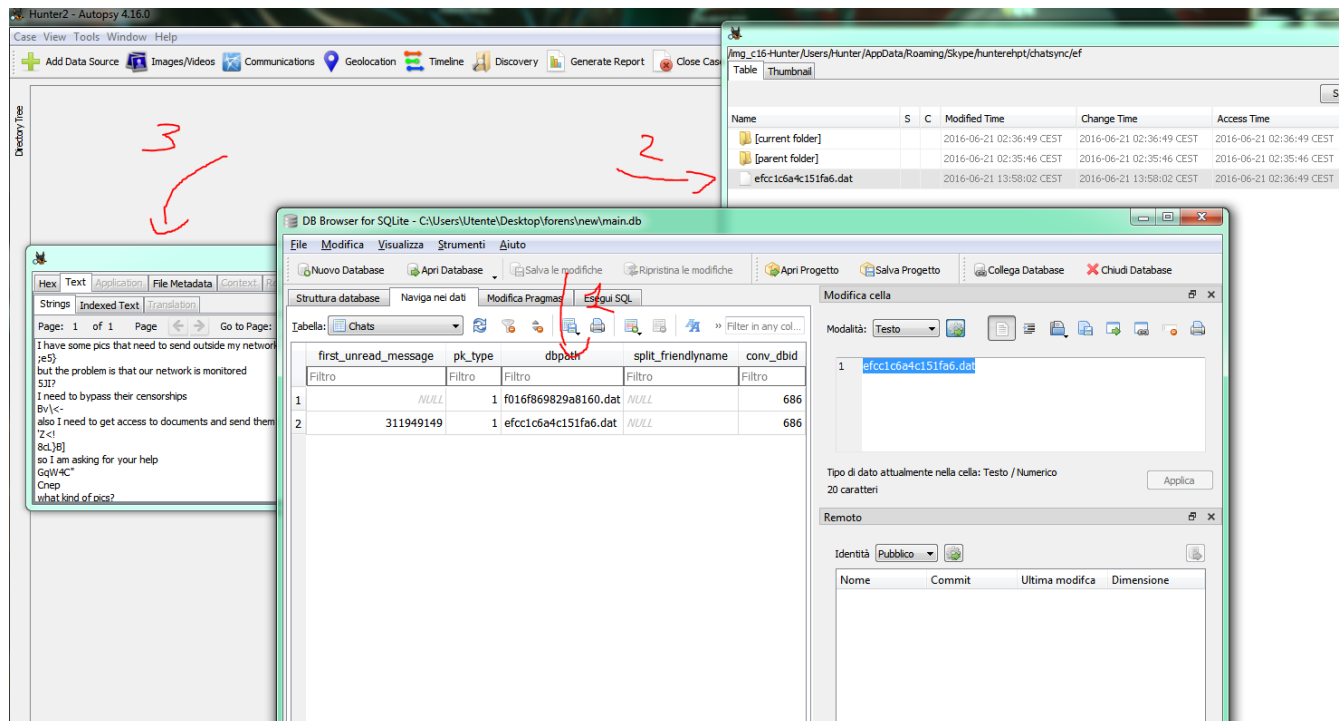 Hunter2 - Autopsy 4.16.0
Case View Tools Window Help
Add Data Source Images/Videos Communications Geolocation Timeline Discovery Generate Report Close Case
Directory Tree
3
2
1
/img_c16-Hunter/Users/Hunter/AppData/Roaming/Skype/hunterehpt/chatsync/ef
Table Thumbnail
S
Name S C Modified Time Change Time Access Time
[current folder] 2016-06-21 02:36:49 CEST 2016-06-21 02:36:49 CEST 2016-06-21 02:36:49 CEST
[parent folder] 2016-06-21 02:35:46 CEST 2016-06-21 02:35:46 CEST 2016-06-21 02:35:46 CEST
efcc1c6a4c151fa6.dat 2016-06-21 13:58:02 CEST 2016-06-21 13:58:02 CEST 2016-06-21 02:36:49 CEST
Hex Text Application File Metadata Context
Strings Indexed Text Translation
Page: 1 of 1 Page Go to Page:
I have some pics that need to send outside my network
;e5}
but the problem is that our network is monitored
5JI?
I need to bypass their censorships
Bv\<-
also I need to get access to documents and send them
'Z<!
8cL}B]
so I am asking for your help
GqW4C"
Cnep
what kind of pics?
DB Browser for SQLite - C:\Users\Utente\Desktop\forens\new\main.db
File Modifica Visualizza Strumenti Aiuto
Nuovo Database Apri Database Salva le modifiche Ripristina le modifiche Apri Progetto Salva Progetto Collega Database Chiudi Database
Struttura database Naviga nei dati Modifica Pragmas Esegui SQL
Tabella: Chats » Filter in any col...
first_unread_message pk_type dbpath split_friendlyname conv_dbid
Filtro Filtro Filtro Filtro Filtro
1 NULL 1 f016f869829a8160.dat NULL 686
2 311949149 1 efcc1c6a4c151fa6.dat NULL 686
Modifica cella
Modalità: Testo
1 efcc1c6a4c151fa6.dat
Tipo di dato attualmente nella cella: Testo / Numerico
20 caratteri
Applica
Remoto
Identità Pubblico
Nome Commit Ultima modifca Dimensione